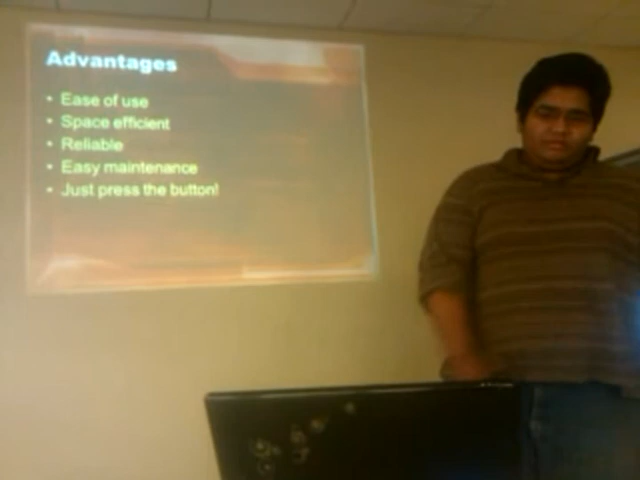 Advantages
• Ease of use
• Space efficient
• Reliable
• Easy maintenance
• Just press the button!